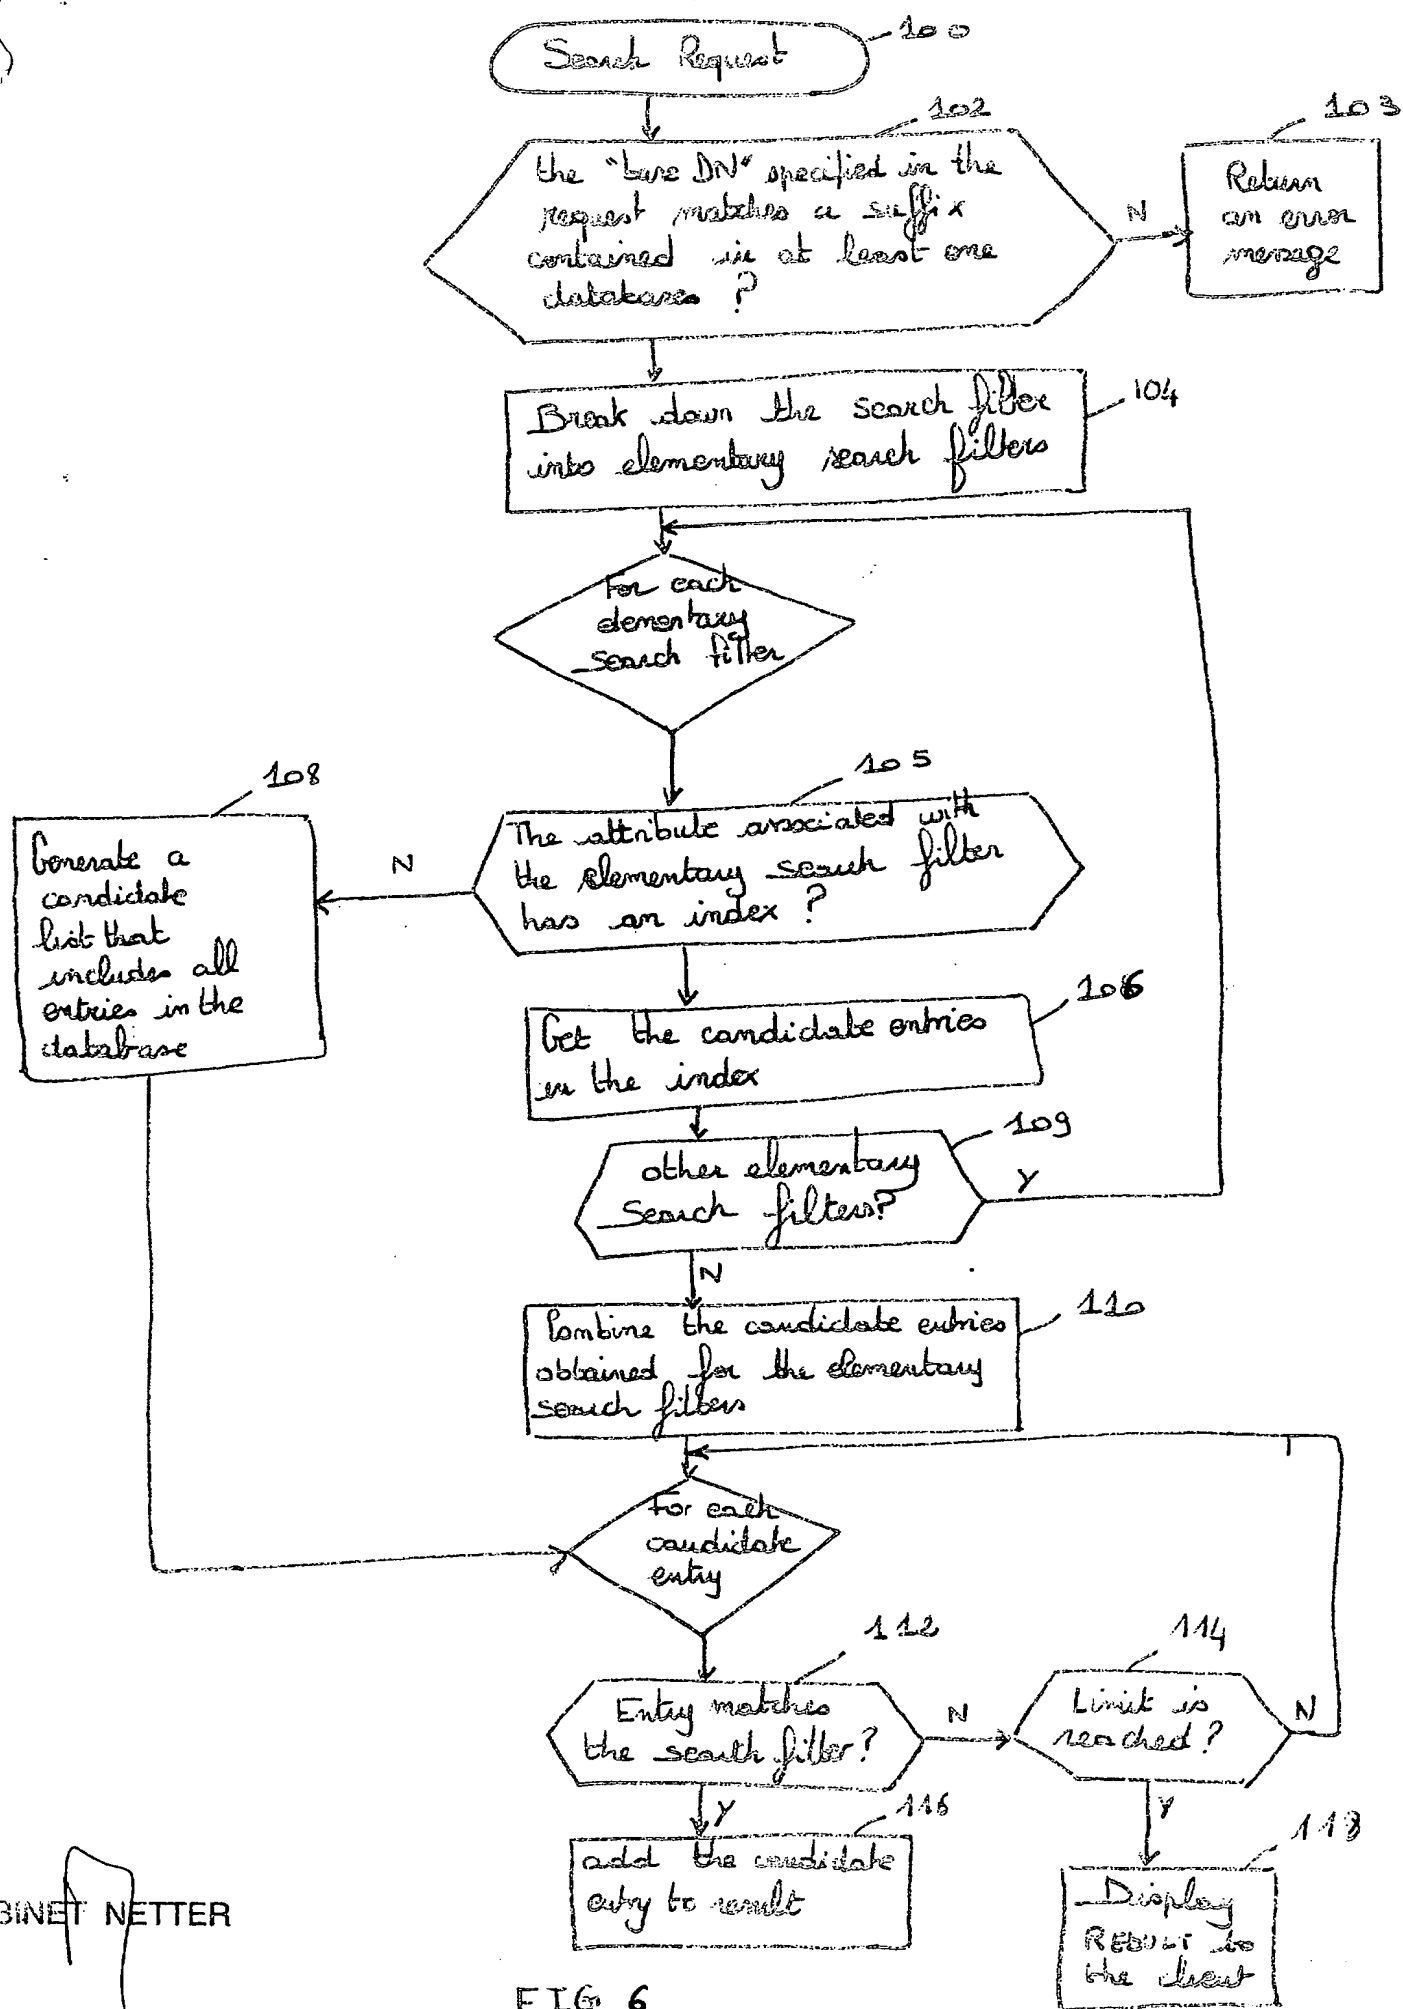 100
Search Request
102
103
the "base DN" specified in the
request matches a suffix
contained in at least one
databases ?
N
Return
an error
message
104
Break down the search filter
into elementary search filters
For each
elementary
search filter
105
108
The attribute associated with
the elementary search filter
has an index ?
N
Generate a
candidate
list that
includes all
entries in the
database
106
Get the candidate entries
in the index
109
other elementary
search filters?
Y
N
110
Combine the candidate entries
obtained for the elementary
search filters
For each
candidate
entry
112
114
Entry matches
the search filter?
N
Limit is
reached?
N
Y
116
Y
118
add the candidate
entry to result
Display
RESULT to
the client
BINET NETTER
FIG 6